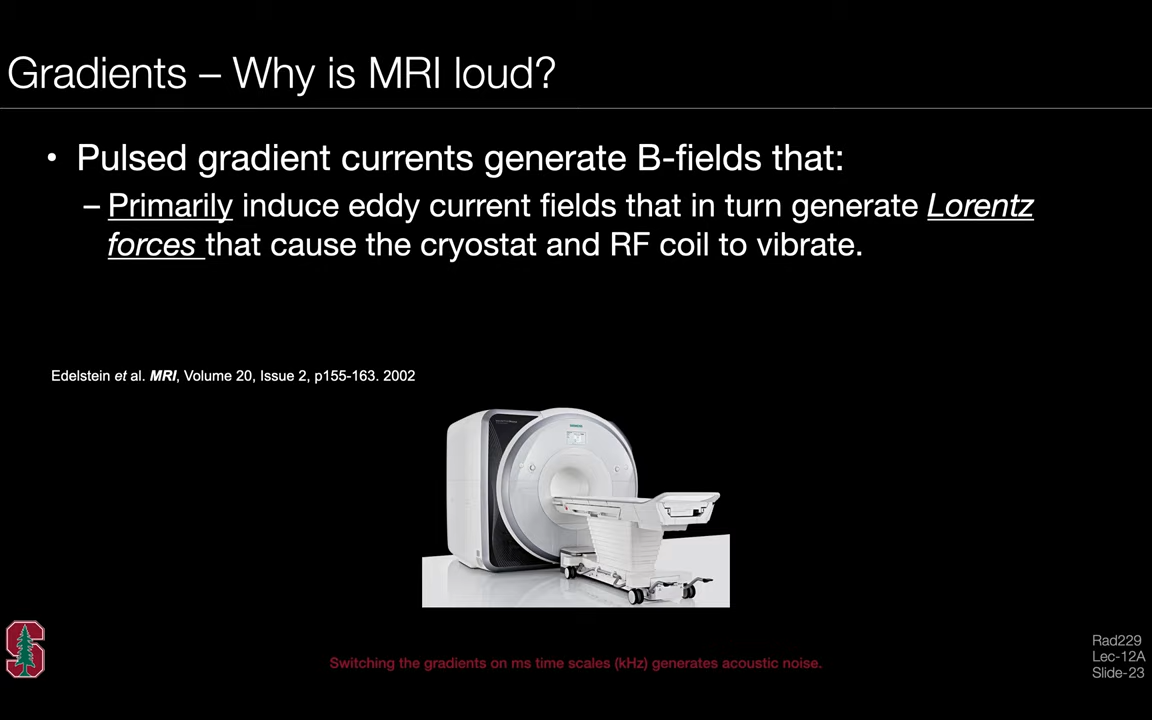 Gradients – Why is MRI loud?
• Pulsed gradient currents generate B-fields that:
– Primarily induce eddy current fields that in turn generate Lorentz
forces that cause the cryostat and RF coil to vibrate.
Edelstein et al. MRI, Volume 20, Issue 2, p155-163. 2002
Switching the gradients on ms time scales (kHz) generates acoustic noise.
Rad229
Lec-12A
Slide-23